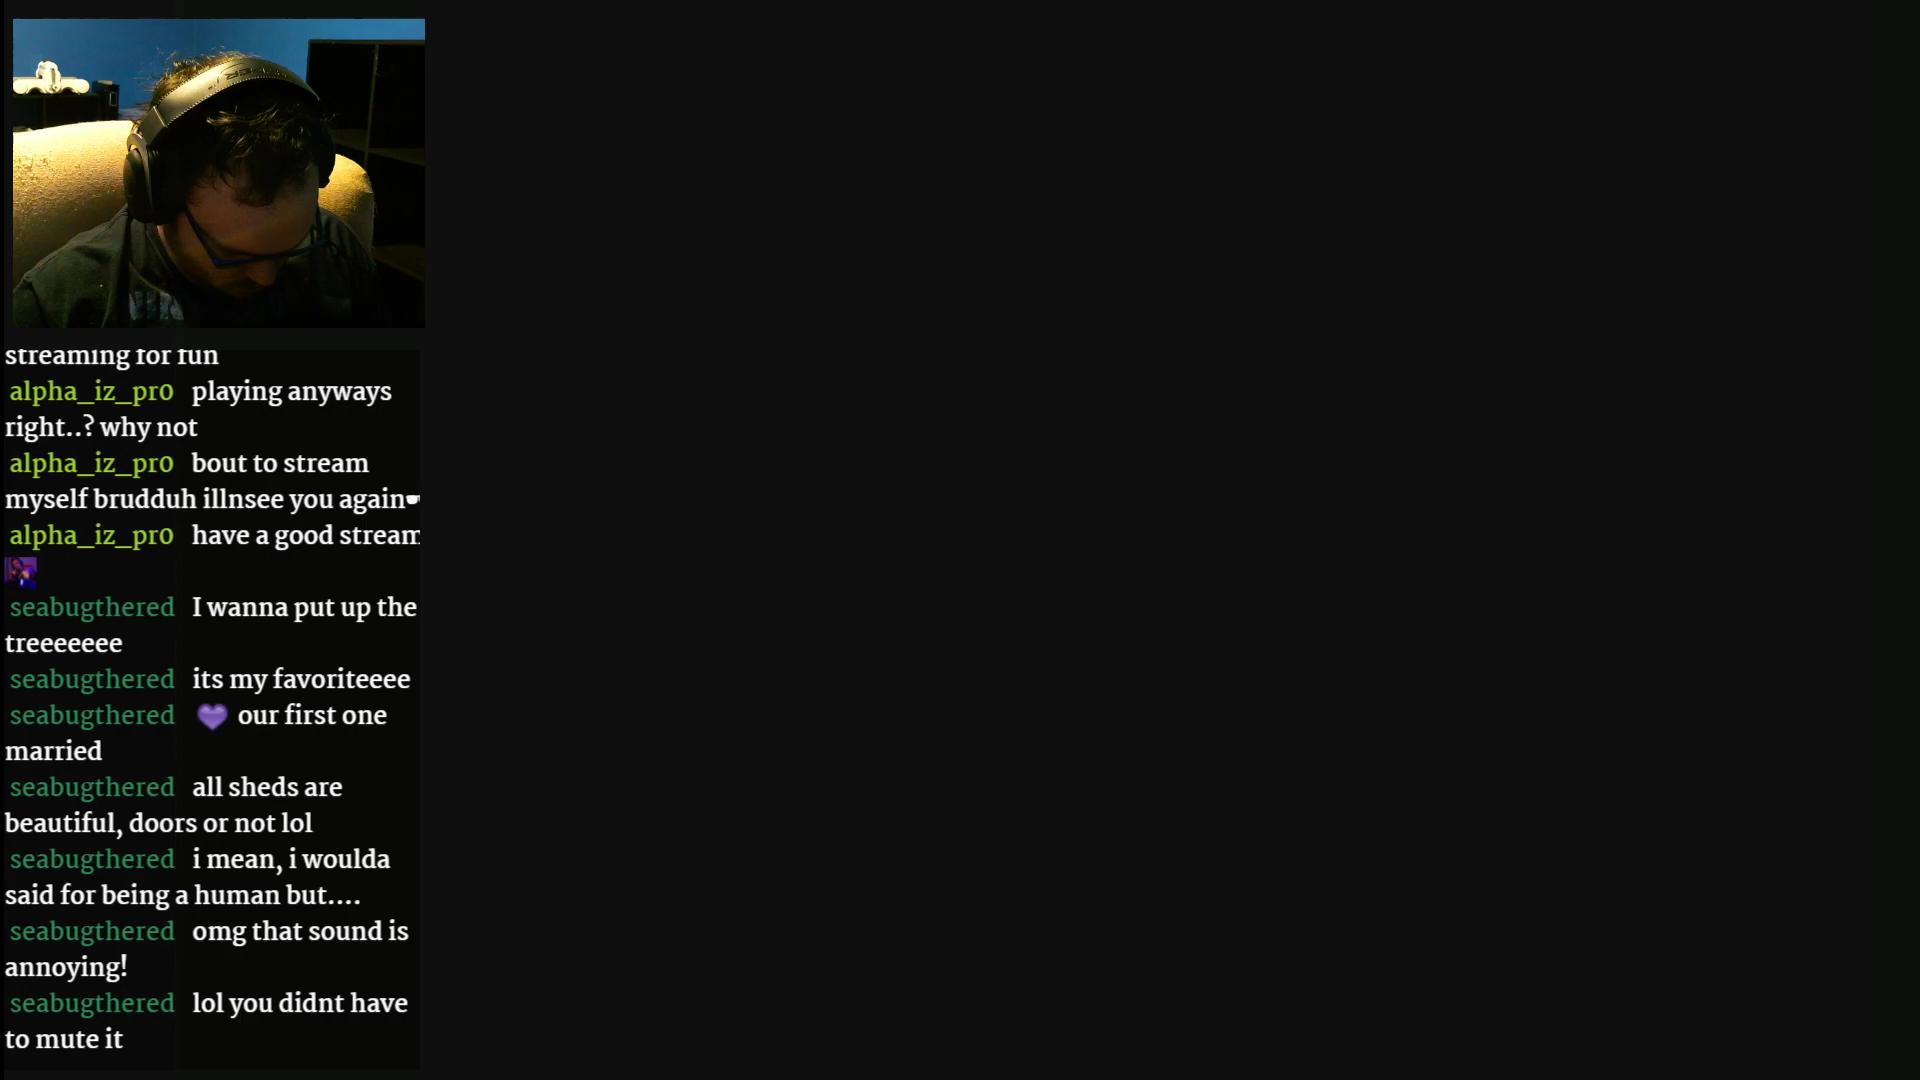 streaming for fun
alpha_iz_pr0 playing anyways
right..? why not
alpha_iz_pr0 bout to stream
myself brudduh illnsee you again
alpha_iz_pr0 have a good stream
seabugthered I wanna put up the
treeeeeee
seabugthered its my favoriteeee
seabugthered 💜 our first one
married
seabugthered all sheds are
beautiful, doors or not lol
seabugthered i mean, i woulda
said for being a human but....
seabugthered omg that sound is
annoying!
seabugthered lol you didnt have
to mute it